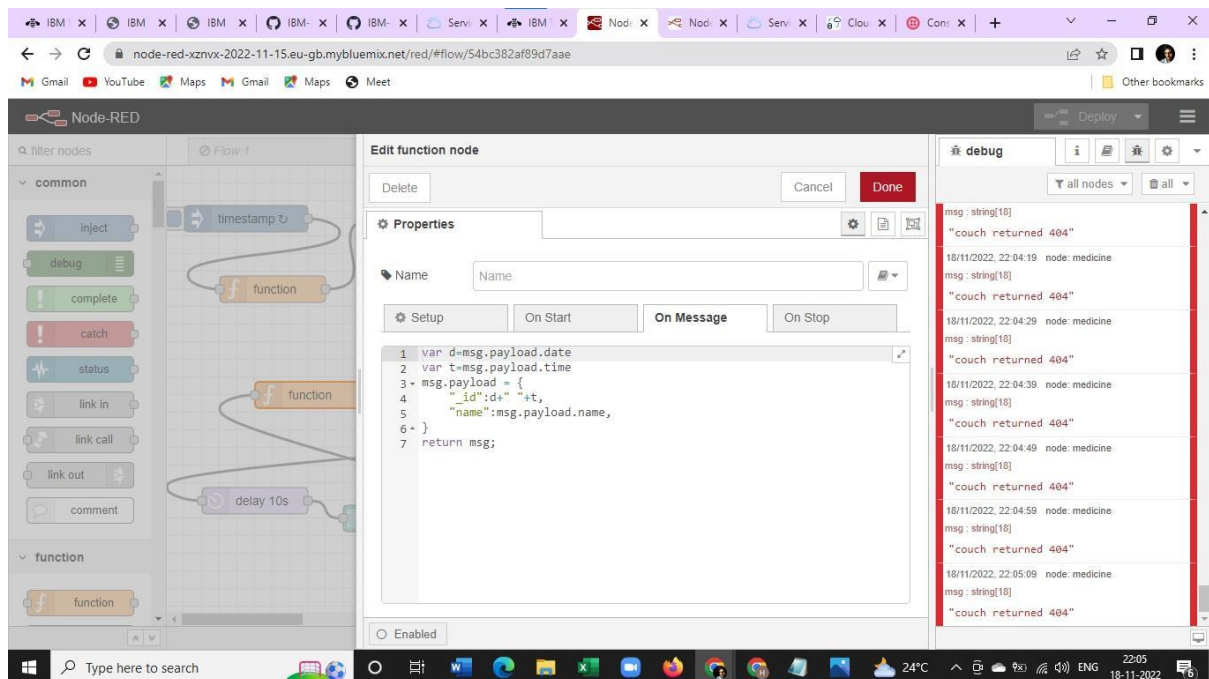 IBM IBM IBM IBM- IBM- Servi IBM Node Node Servi Clou Cons
node-red-xznvx-2022-11-15.eu-gb.mybluemix.net/red/#flow/54bc382af89d7aae
Gmail YouTube Maps Gmail Maps Meet Other bookmarks
Node-RED Deploy
filter nodes Flow 1 Edit function node debug i
common Delete Cancel Done all nodes all
inject timestamp ↻ Properties
debug Name Name
complete function Setup On Start On Message On Stop
catch
status
link in function
link call
link out
comment delay 10s
function
function
1 var d=msg.payload.date
2 var t=msg.payload.time
3 msg.payload = {
4 "_id":d+" "+t,
5 "name":msg.payload.name,
6 }
7 return msg;
Enabled
msg : string[18]
"couch returned 404"
18/11/2022, 22:04:19 node: medicine
msg : string[18]
"couch returned 404"
18/11/2022, 22:04:29 node: medicine
msg : string[18]
"couch returned 404"
18/11/2022, 22:04:39 node: medicine
msg : string[18]
"couch returned 404"
18/11/2022, 22:04:49 node: medicine
msg : string[18]
"couch returned 404"
18/11/2022, 22:04:59 node: medicine
msg : string[18]
"couch returned 404"
18/11/2022, 22:05:09 node: medicine
msg : string[18]
"couch returned 404"
Type here to search 24°C ENG 22:05
18-11-2022